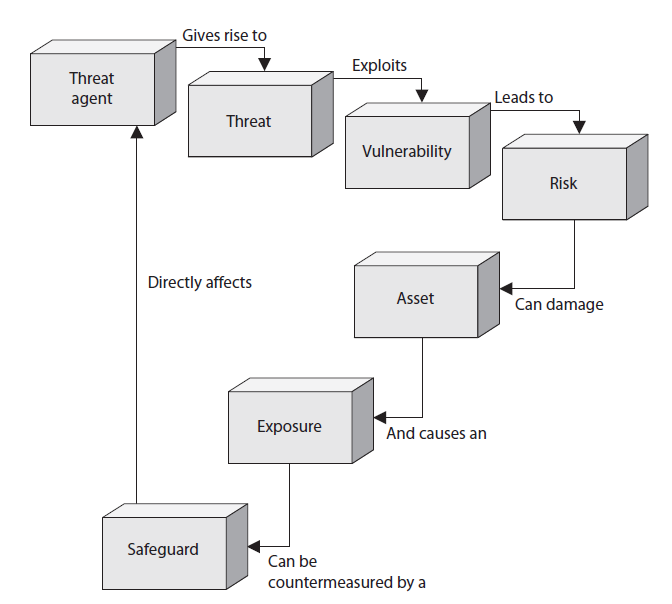 Gives rise to
Threat
agent
Exploits
Threat
Leads to
Vulnerability
Risk
Directly affects
Asset
Can damage
Exposure
And causes an
Safeguard
Can be
countermeasured by a